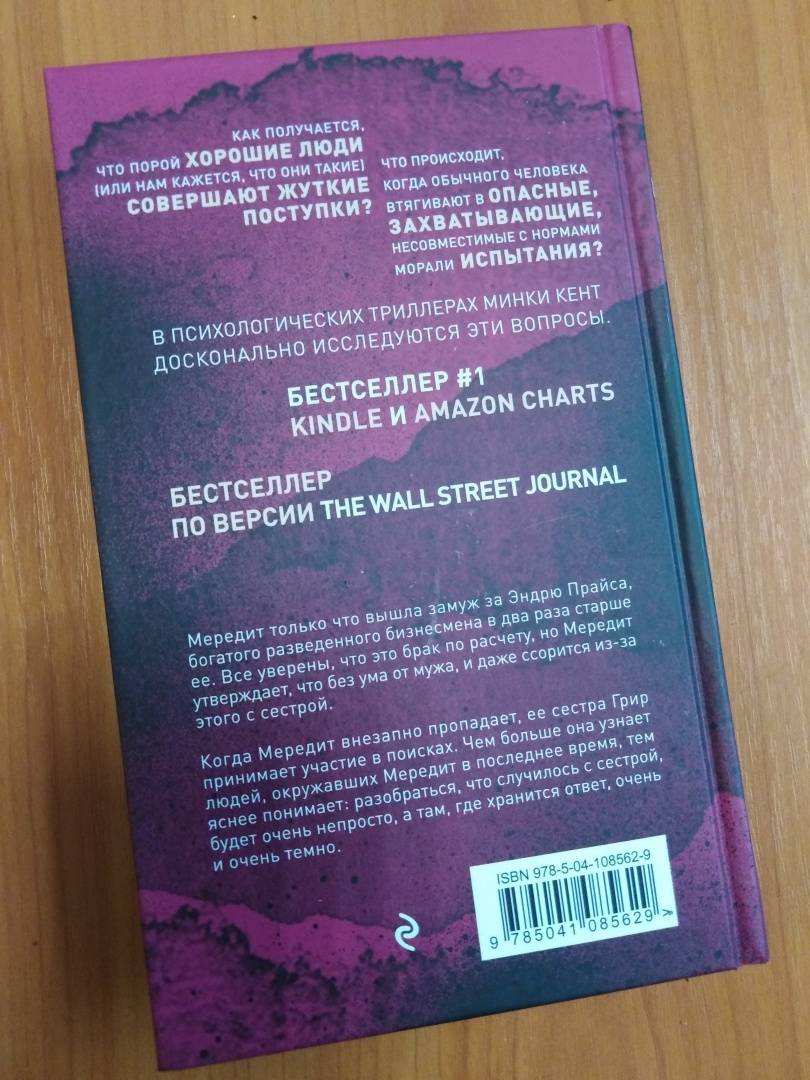 КАК ПОЛУЧАЕТСЯ,
ЧТО ПОРОЙ ХОРОШИЕ ЛЮДИ
(ИЛИ НАМ КАЖЕТСЯ, ЧТО ОНИ ТАКИЕ)
СОВЕРШАЮТ ЖУТКИЕ
ПОСТУПКИ?
ЧТО ПРОИСХОДИТ,
КОГДА ОБЫЧНОГО ЧЕЛОВЕКА
ВТЯГИВАЮТ В ОПАСНЫЕ,
ЗАХВАТЫВАЮЩИЕ,
НЕСОВМЕСТИМЫЕ С НОРМАМИ
МОРАЛИ ИСПЫТАНИЯ?
В ПСИХОЛОГИЧЕСКИХ ТРИЛЛЕРАХ МИНКИ КЕНТ
ДОСКОНАЛЬНО ИССЛЕДУЮТСЯ ЭТИ ВОПРОСЫ.
БЕСТСЕЛЛЕР #1
KINDLE И AMAZON CHARTS
БЕСТСЕЛЛЕР
ПО ВЕРСИИ THE WALL STREET JOURNAL
Мередит только что вышла замуж за Эндрю Прайса,
богатого разведенного бизнесмена в два раза старше
ее. Все уверены, что это брак по расчету, но Мередит
утверждает, что без ума от мужа, и даже ссорится из-за
этого с сестрой.
Когда Мередит внезапно пропадает, ее сестра Грир
принимает участие в поисках. Чем больше она узнает
людей, окружавших Мередит в последнее время, тем
яснее понимает: разобраться, что случилось с сестрой,
будет очень непросто, а там, где хранится ответ, очень
и очень темно.
ISBN 978-5-04-108562-9
9 785041 085629 >